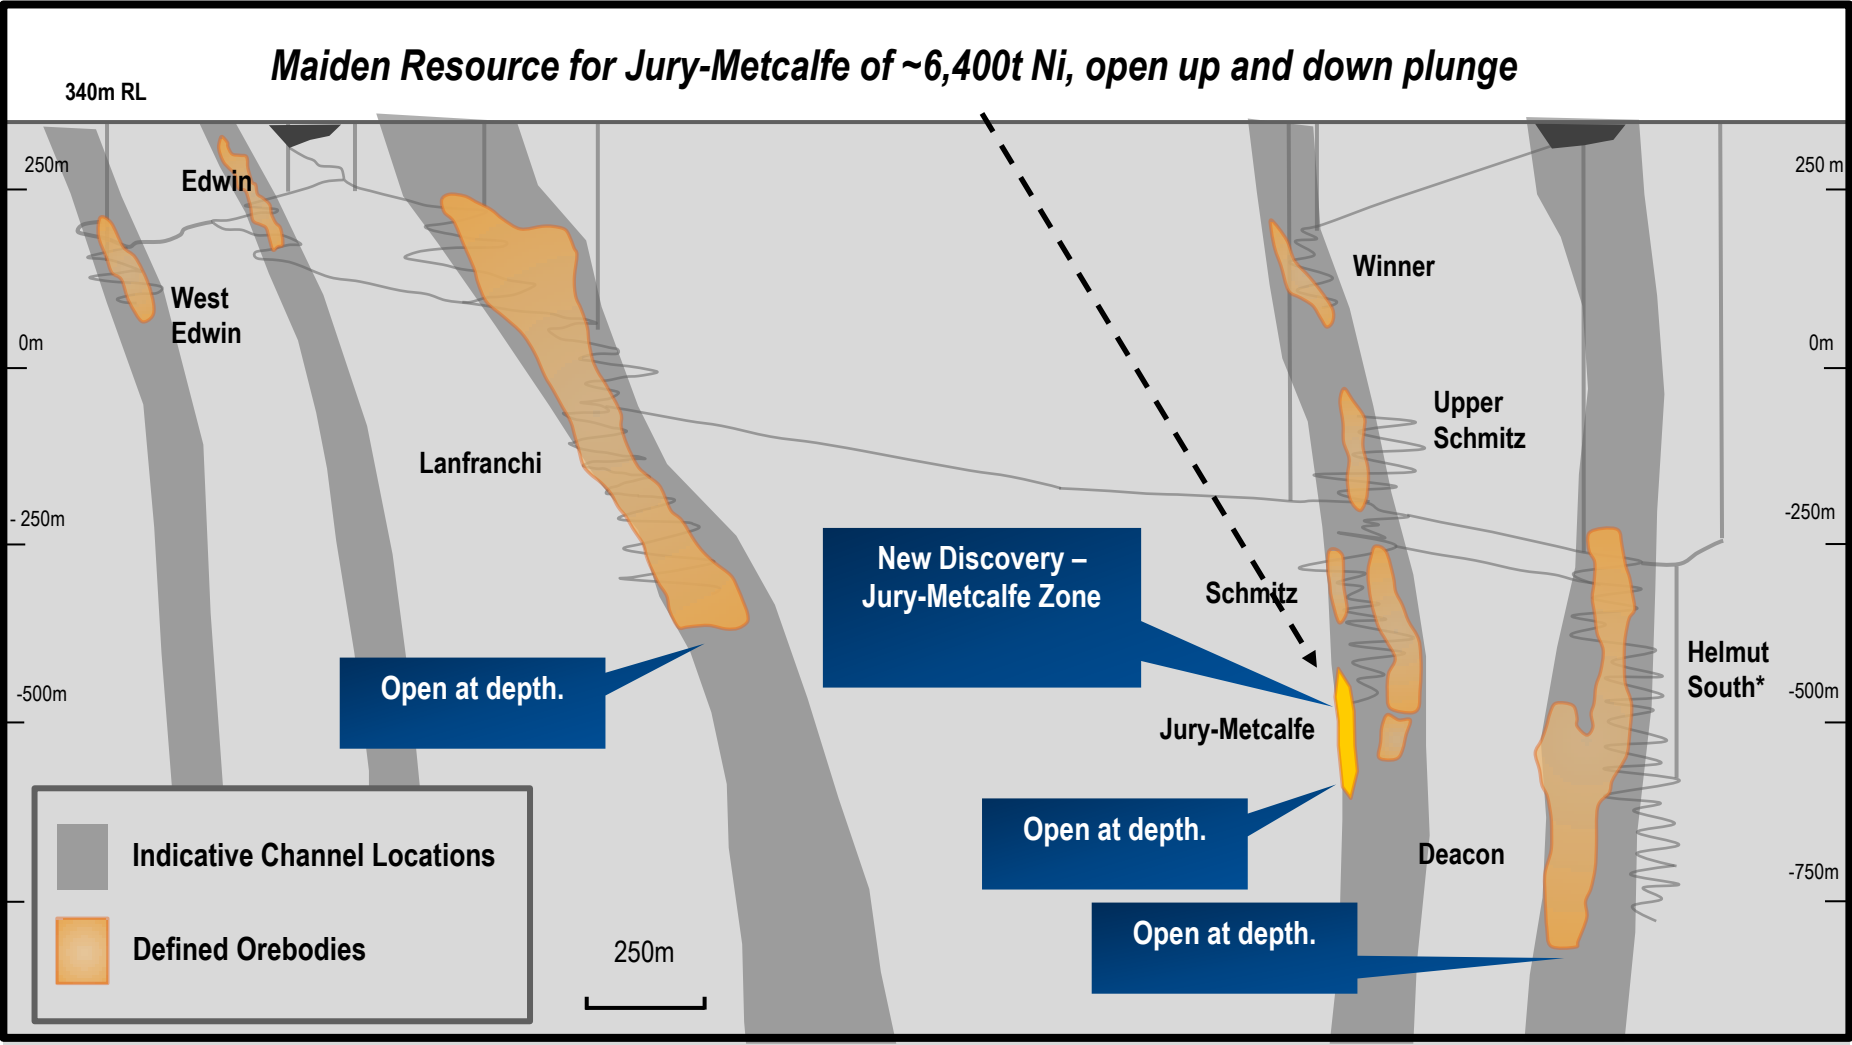 Maiden Resource for Jury-Metcalfe of ~6,400t Ni, open up and down plunge
340m RL
250m
250 m
Edwin
Winner
West
Edwin
0m
0m
Upper
Schmitz
Lanfranchi
- 250m
-250m
New Discovery –
Jury-Metcalfe Zone
Schmitz
Helmut
South*
Open at depth.
-500m
-500m
Jury-Metcalfe
Open at depth.
Indicative Channel Locations
Deacon
-750m
Open at depth.
Defined Orebodies
250m